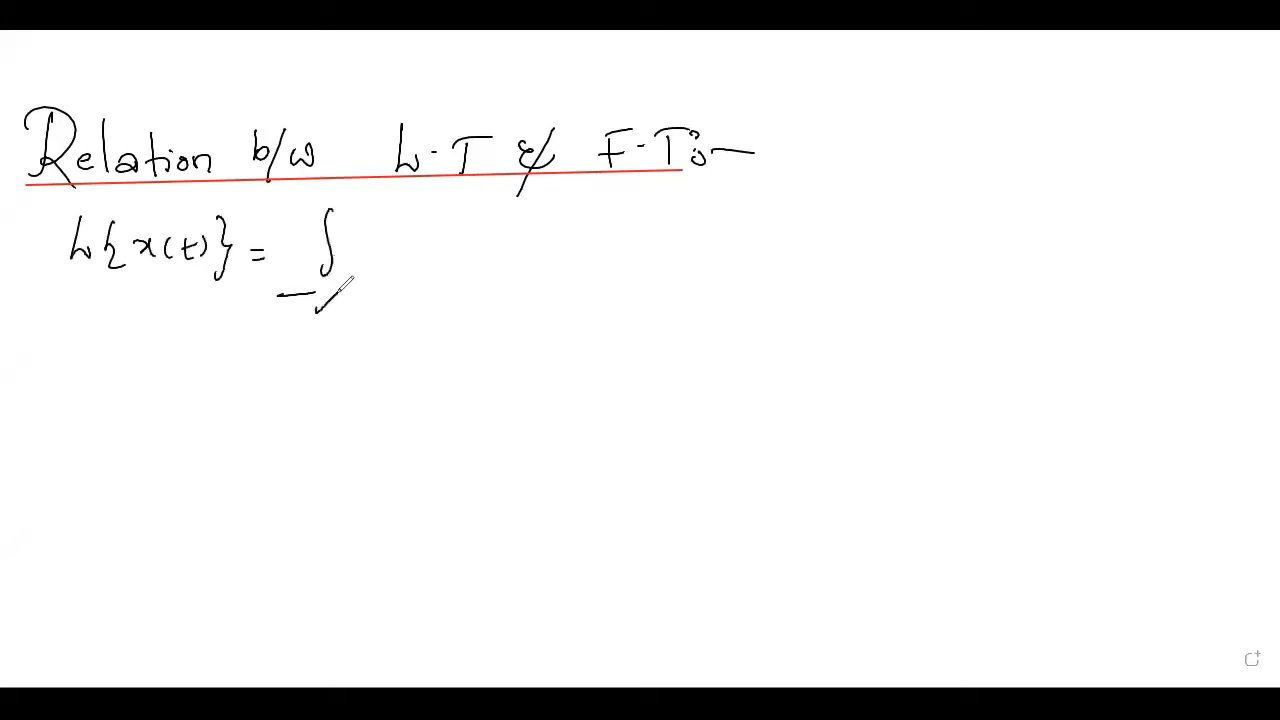 Relation b/w L.T & F.T:-
L{x(t)} = ∫
-